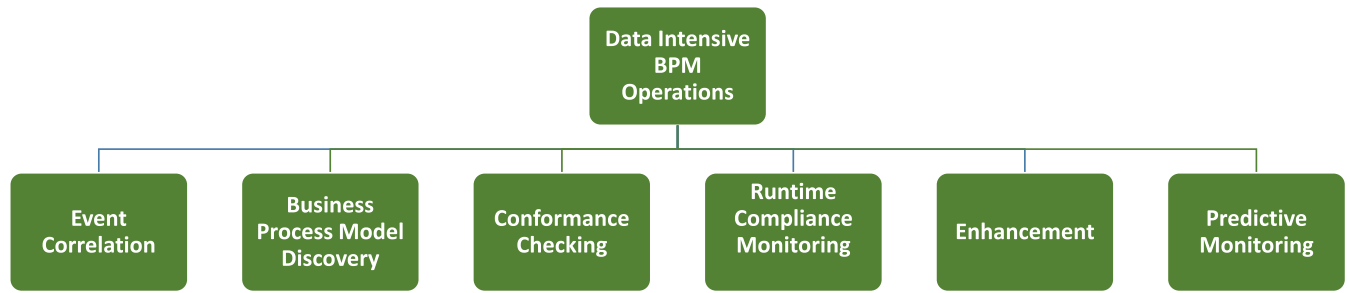 Data Intensive
BPM
Operations
Event
Correlation
Business
Process Model
Discovery
Conformance
Checking
Runtime
Compliance
Monitoring
Enhancement
Predictive
Monitoring